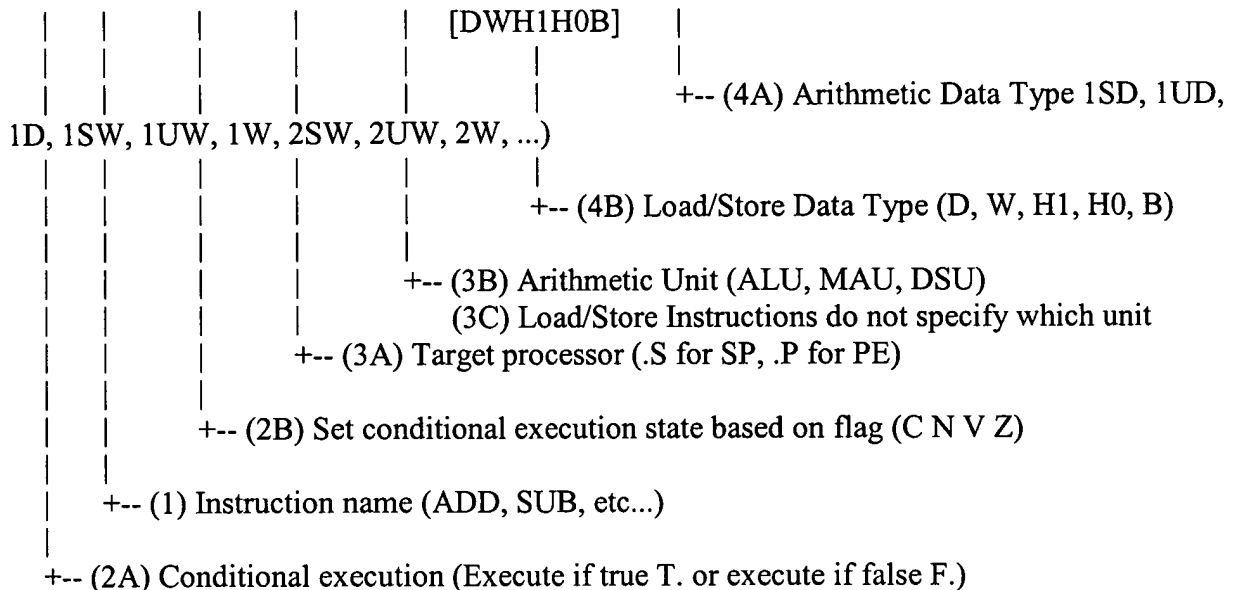 [DWH1H0B]
+-- (4A) Arithmetic Data Type 1SD, 1UD,
1D, 1SW, 1UW, 1W, 2SW, 2UW, 2W, ...)
+-- (4B) Load/Store Data Type (D, W, H1, H0, B)
+-- (3B) Arithmetic Unit (ALU, MAU, DSU)
(3C) Load/Store Instructions do not specify which unit
+-- (3A) Target processor (.S for SP, .P for PE)
+-- (2B) Set conditional execution state based on flag (C N V Z)
+-- (1) Instruction name (ADD, SUB, etc...)
+-- (2A) Conditional execution (Execute if true T. or execute if false F.)